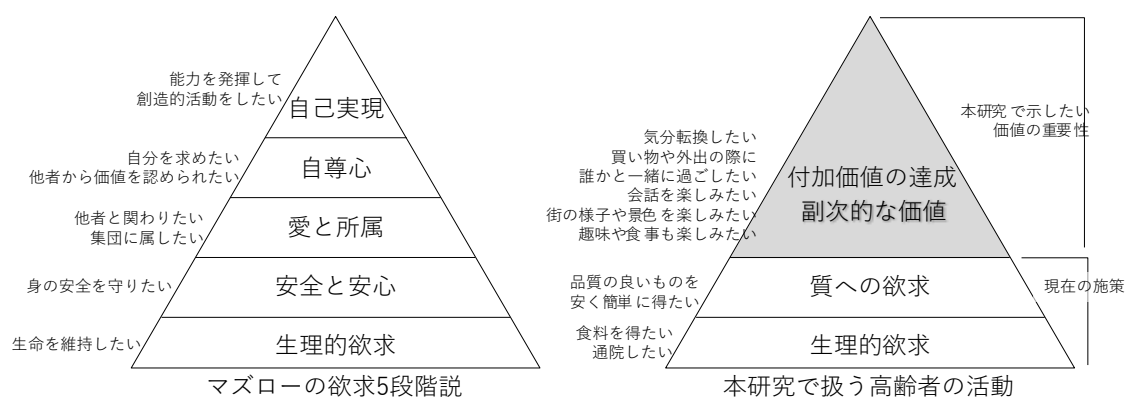 能力を発揮して
創造的活動をしたい
自己実現
自分を求めたい
他者から価値を認められたい
自尊心
他者と関わりたい
集団に属したい
愛と所属
身の安全を守りたい
安全と安心
生命を維持したい
生理的欲求
マズローの欲求5段階説
本研究で示したい
価値の重要性
気分転換したい
買い物や外出の際に
誰かと一緒に過ごしたい
会話を楽しみたい
街の様子や景色を楽しみたい
趣味や食事も楽しみたい
付加価値の達成
副次的な価値
品質の良いものを
安く簡単に得たい
質への欲求
現在の施策
食料を得たい
通院したい
生理的欲求
本研究で扱う高齢者の活動